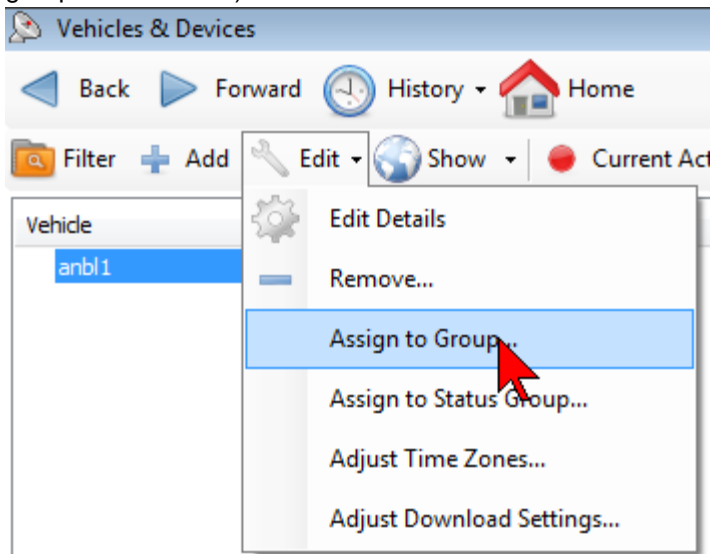 Vehicles & Devices
Back Forward History Home
Filter Add Edit Show Current Act
Vehicle
Edit Details
anbl1
Remove...
Assign to Group...
Assign to Status Group...
Adjust Time Zones...
Adjust Download Settings...